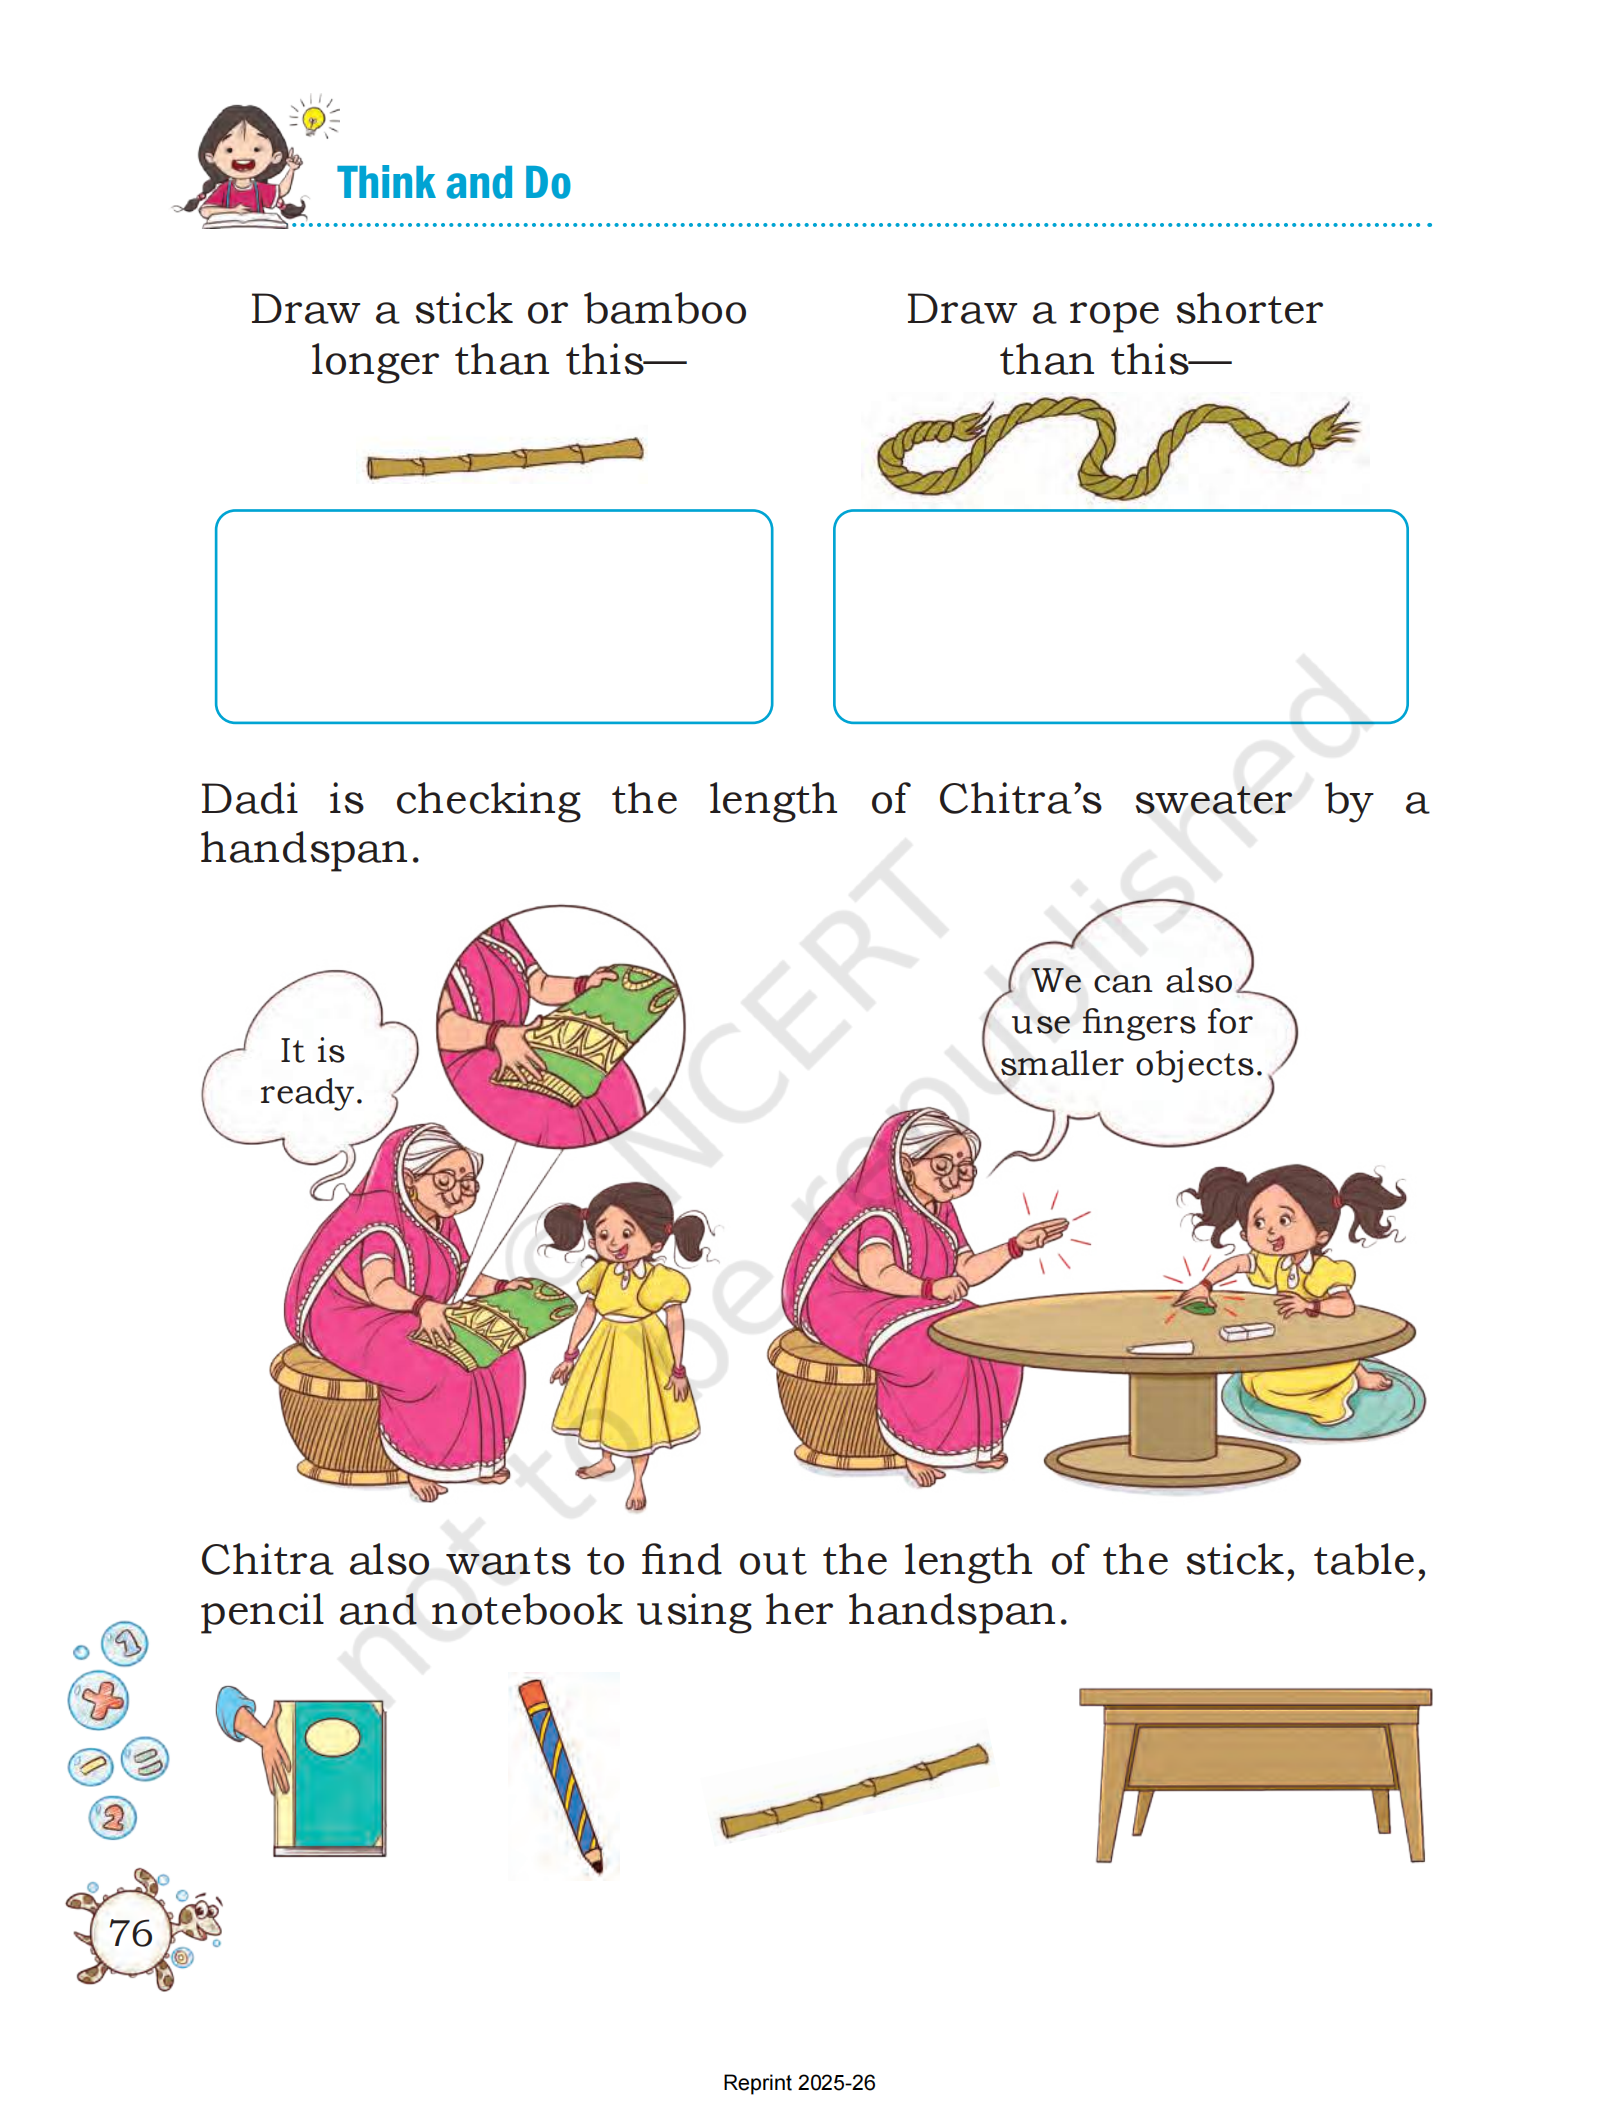 Think and Do
Draw a stick or bamboo
longer than this—
Draw a rope shorter
than this—
Dadi is checking the length of Chitra's sweater by a
handspan.
It is
ready.
We can also
use fingers for
smaller objects.
Chitra also wants to find out the length of the stick, table,
pencil and notebook using her handspan.
1
2
76
© NCERT
not to be republished
Reprint 2025-26